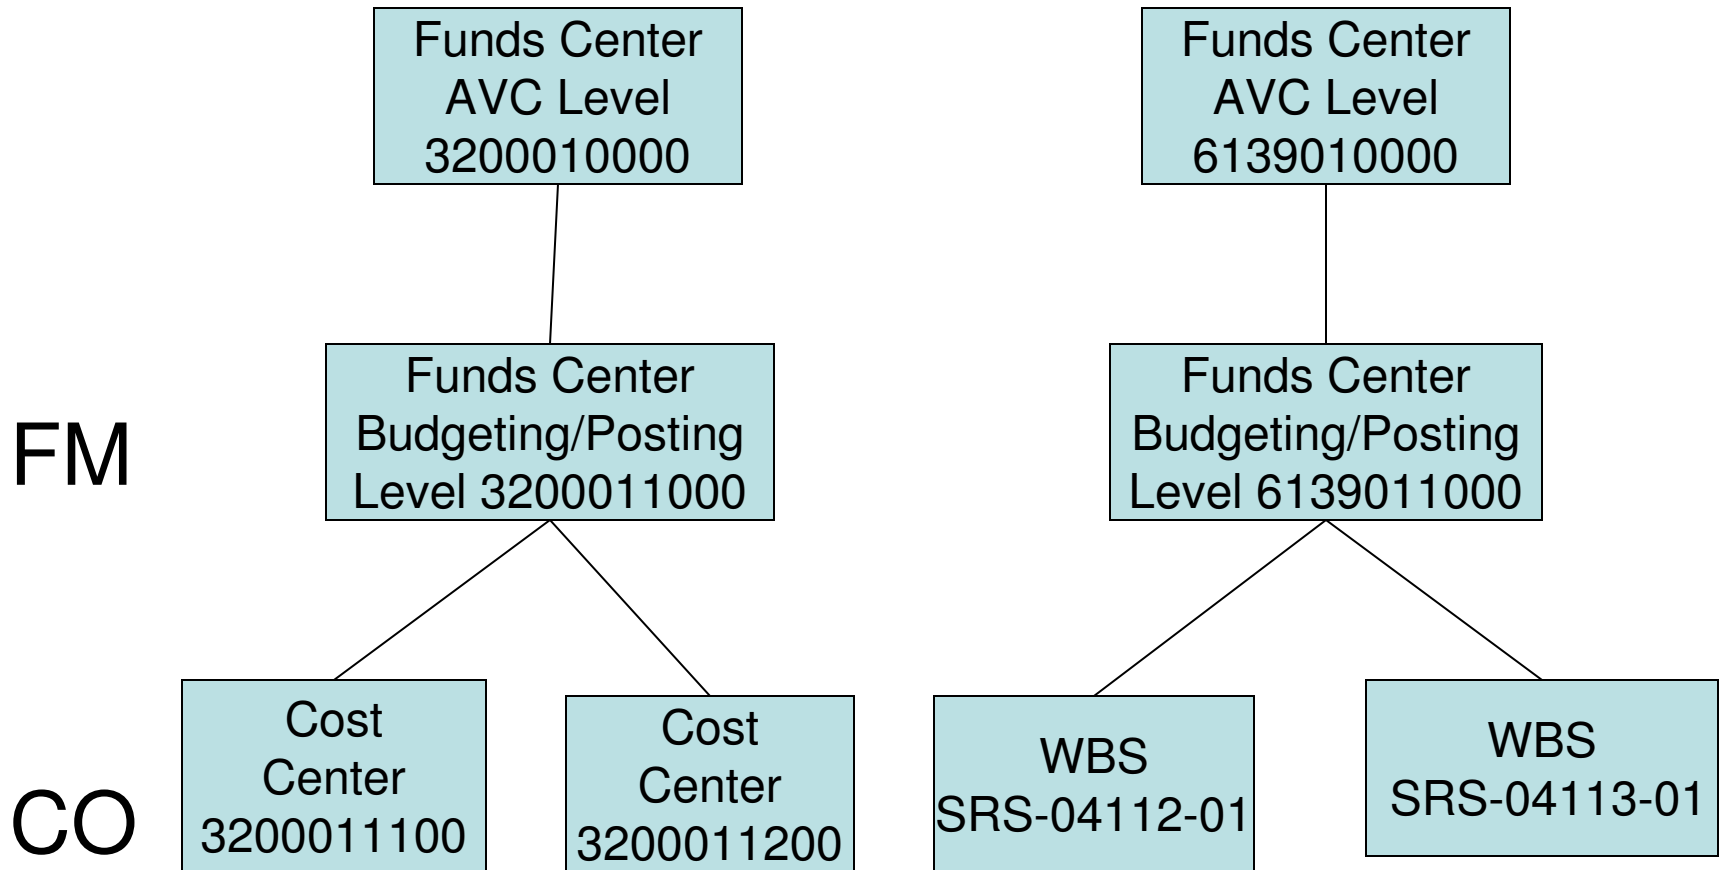 Funds Center
AVC Level
3200010000
Funds Center
AVC Level
6139010000
FM
Funds Center
Budgeting/Posting
Level 3200011000
Funds Center
Budgeting/Posting
Level 6139011000
CO
Cost
Center
3200011100
Cost
Center
3200011200
WBS
SRS-04112-01
WBS
SRS-04113-01